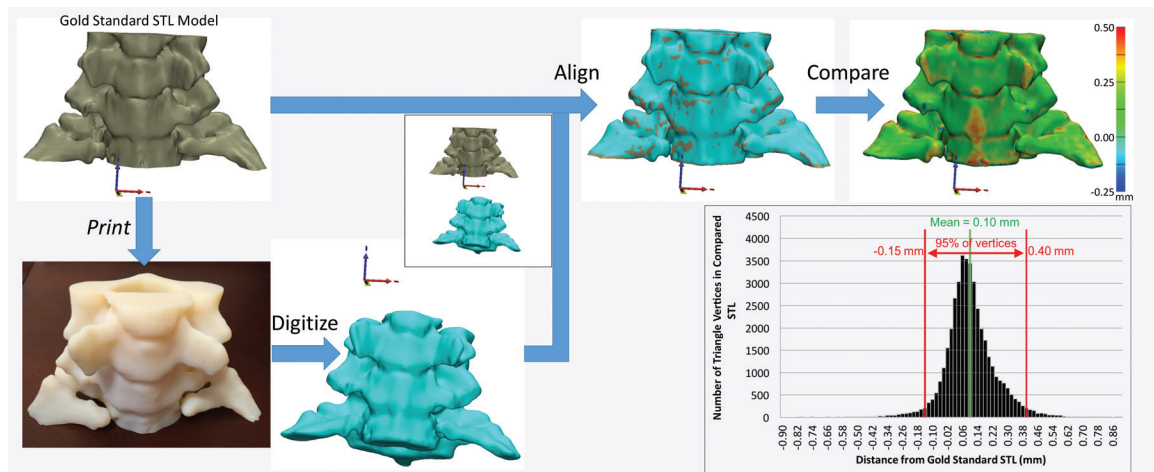 Gold Standard STL Model
Align
Compare
0.50
0.25
0.00
-0.25
mm
Print
Digitize
Mean = 0.10 mm
-0.15 mm
95% of vertices
0.40 mm
Number of Triangle Vertices in Compared
STL
4500
4000
3500
3000
2500
2000
1500
1000
500
0
-0.90
-0.82
-0.74
-0.66
-0.58
-0.50
-0.42
-0.34
-0.26
-0.18
-0.10
-0.02
0.06
0.14
0.22
0.30
0.38
0.46
0.54
0.62
0.70
0.78
0.86
Distance from Gold Standard STL (mm)